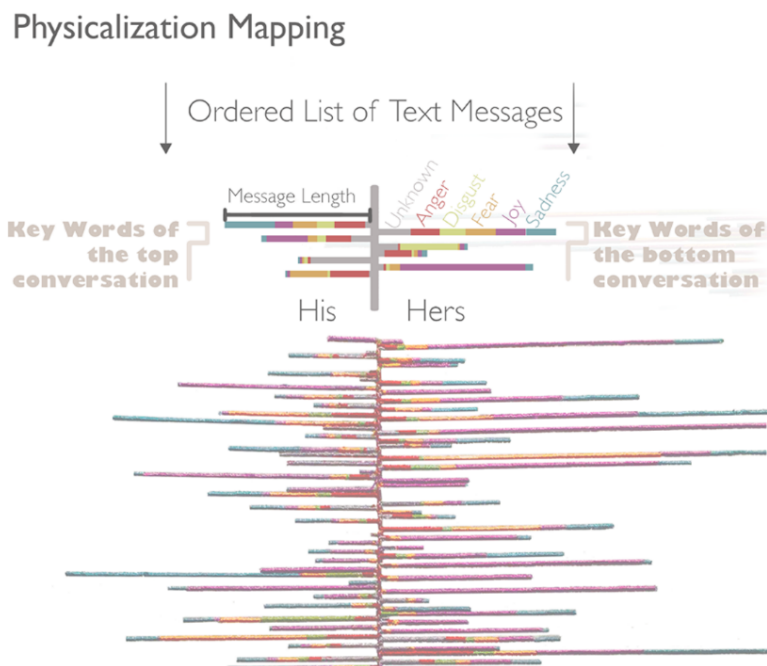 Physicalization Mapping
Ordered List of Text Messages
Message Length
Unknown
Anger
Disgust
Fear
Joy
Sadness
Key Words of
the top
conversation
Key Words of
the bottom
conversation
His
Hers